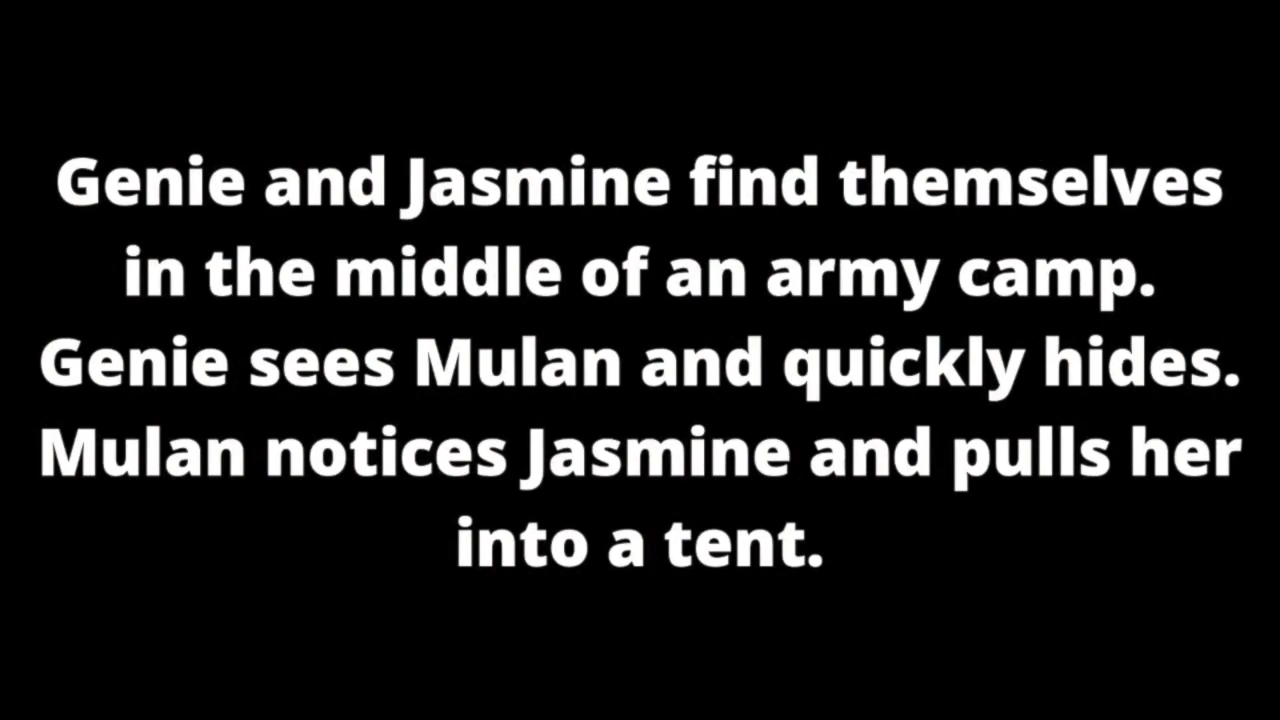 Genie and Jasmine find themselves
in the middle of an army camp.
Genie sees Mulan and quickly hides.
Mulan notices Jasmine and pulls her
into a tent.